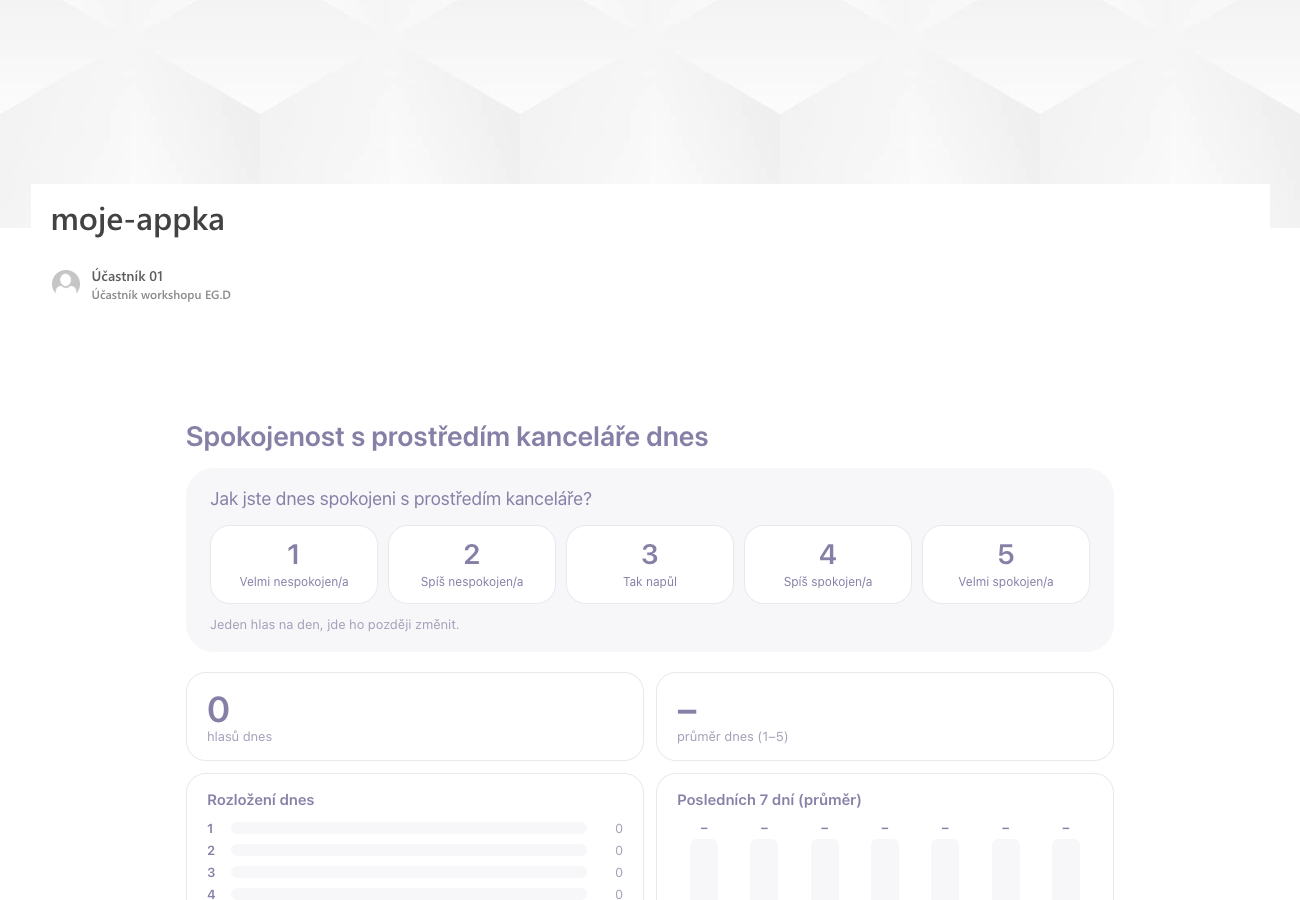 moje-appka
Účastník 01
Účastník workshopu EG.D
Spokojenost s prostředím kanceláře dnes
Jak jste dnes spokojeni s prostředím kanceláře?
1 2 3 4 5
Velmi nespokojen/a Spíš nespokojen/a Tak napůl Spíš spokojen/a Velmi spokojen/a
Jeden hlas na den, jde ho později změnit.
0
hlasů dnes
–
průměr dnes (1–5)
Rozložení dnes
1 0
2 0
3 0
4 0
Posledních 7 dní (průměr)
– – – – – – –